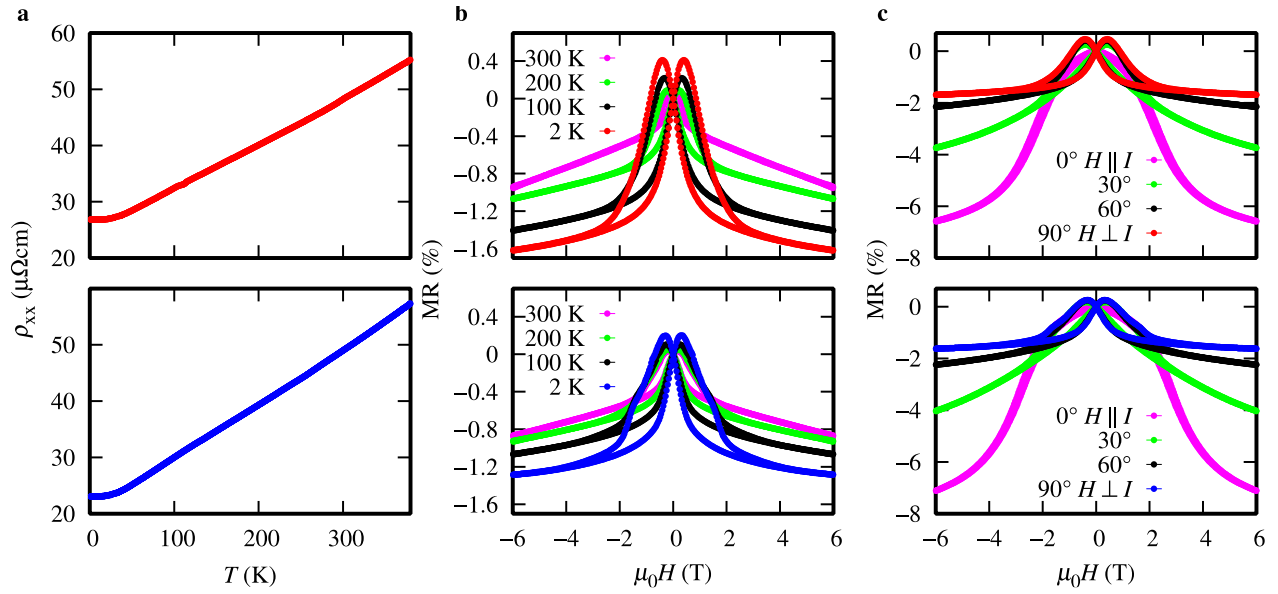 a
ρxx (μΩcm)
60
50
40
30
20
50
40
30
20
0 100 200 300
T (K)
b
MR (%)
0.4
0
−0.4
−0.8
−1.2
−1.6
300 K
200 K
100 K
2 K
0.4
0
−0.4
−0.8
−1.2
−1.6
300 K
200 K
100 K
2 K
−6 −4 −2 0 2 4 6
μ0H (T)
c
MR (%)
0
−2
−4
−6
−8
0° H ∥ I
30°
60°
90° H ⊥ I
0
−2
−4
−6
−8
0° H ∥ I
30°
60°
90° H ⊥ I
−6 −4 −2 0 2 4 6
μ0H (T)